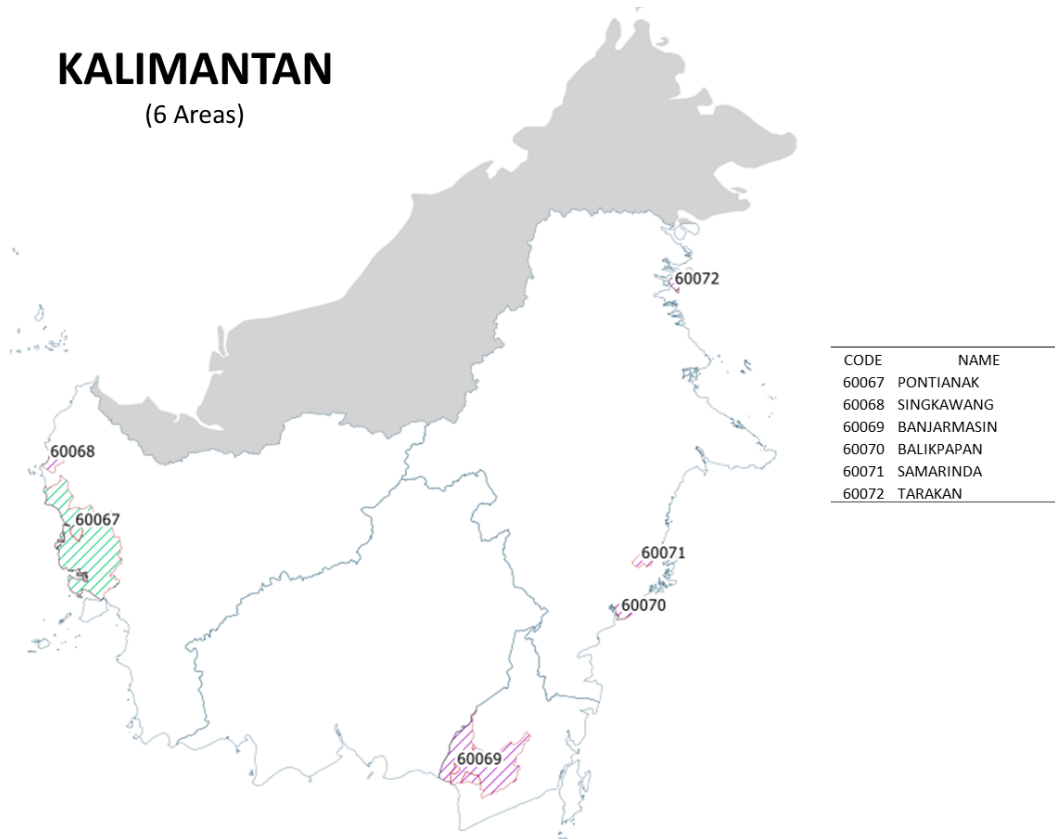 KALIMANTAN
(6 Areas)
60072
60068
60067
60071
60070
60069
CODE NAME
60067 PONTIANAK
60068 SINGKAWANG
60069 BANJARMASIN
60070 BALIKPAPAN
60071 SAMARINDA
60072 TARAKAN